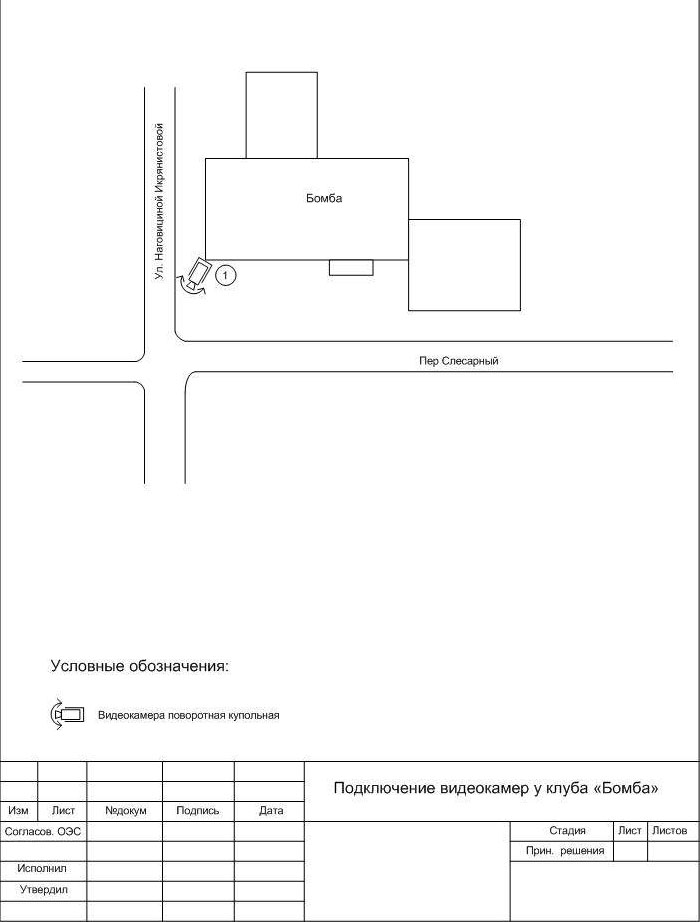 Ул. Наговициной Икрянистовой
Бомба
1
Пер Слесарный
Условные обозначения:
Видеокамера поворотная купольная
Подключение видеокамер у клуба «Бомба»
Изм Лист №докум Подпись Дата
Согласов. ОЭС Стадия Лист Листов
Прин. решения
Исполнил
Утвердил